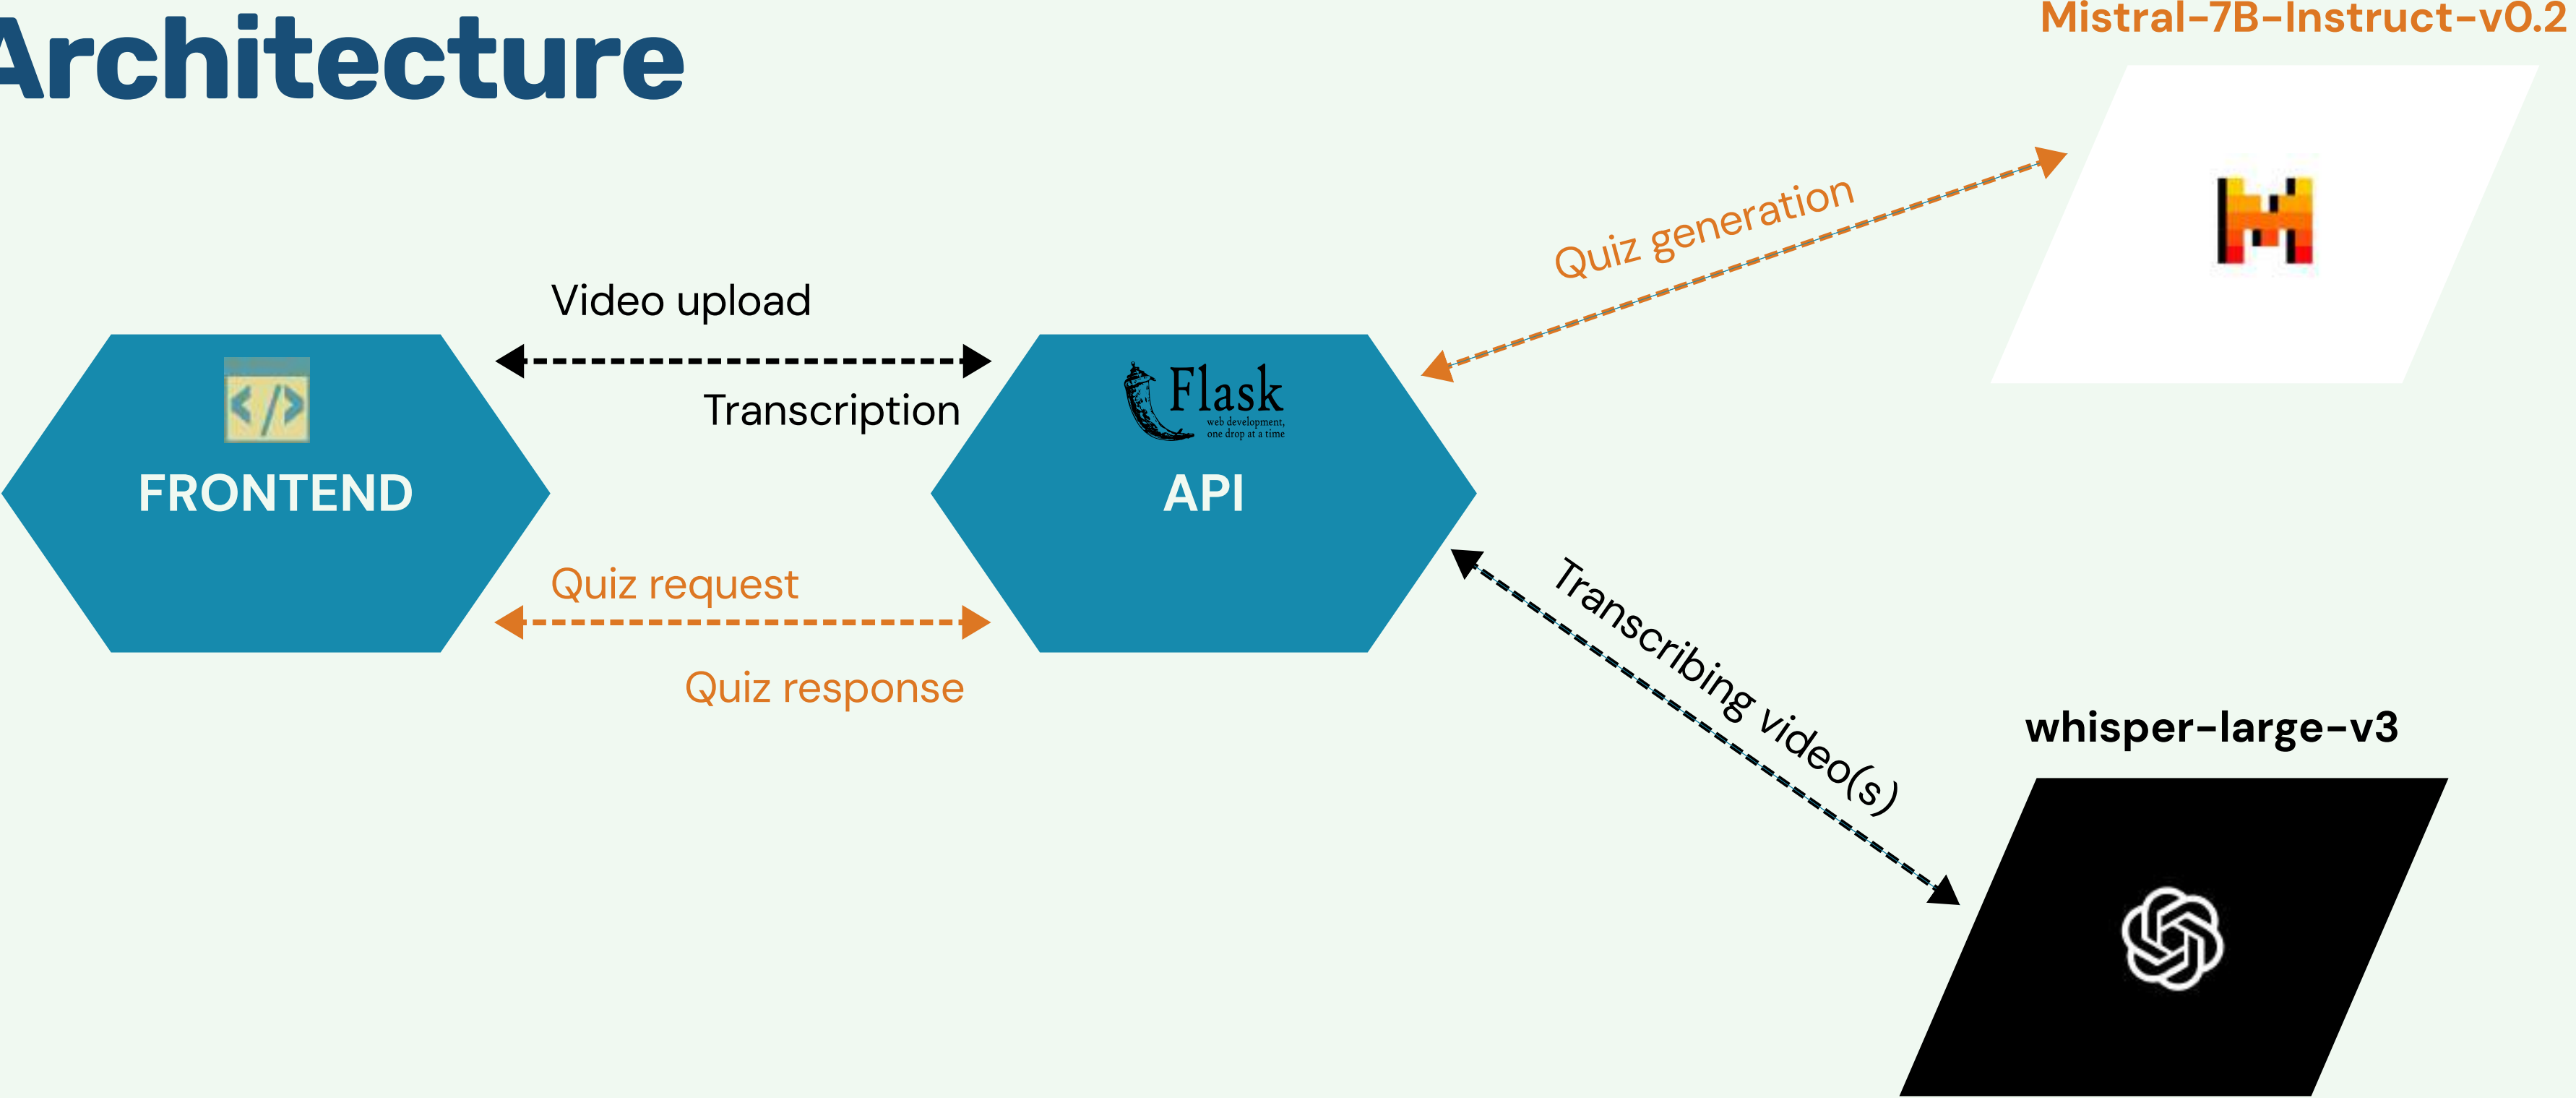 Architecture
Mistral-7B-Instruct-v0.2
Quiz generation
Video upload
Transcription
</>
FRONTEND
Flask
web development,
one drop at a time
API
Quiz request
Quiz response
Transcribing video(s)
whisper-large-v3